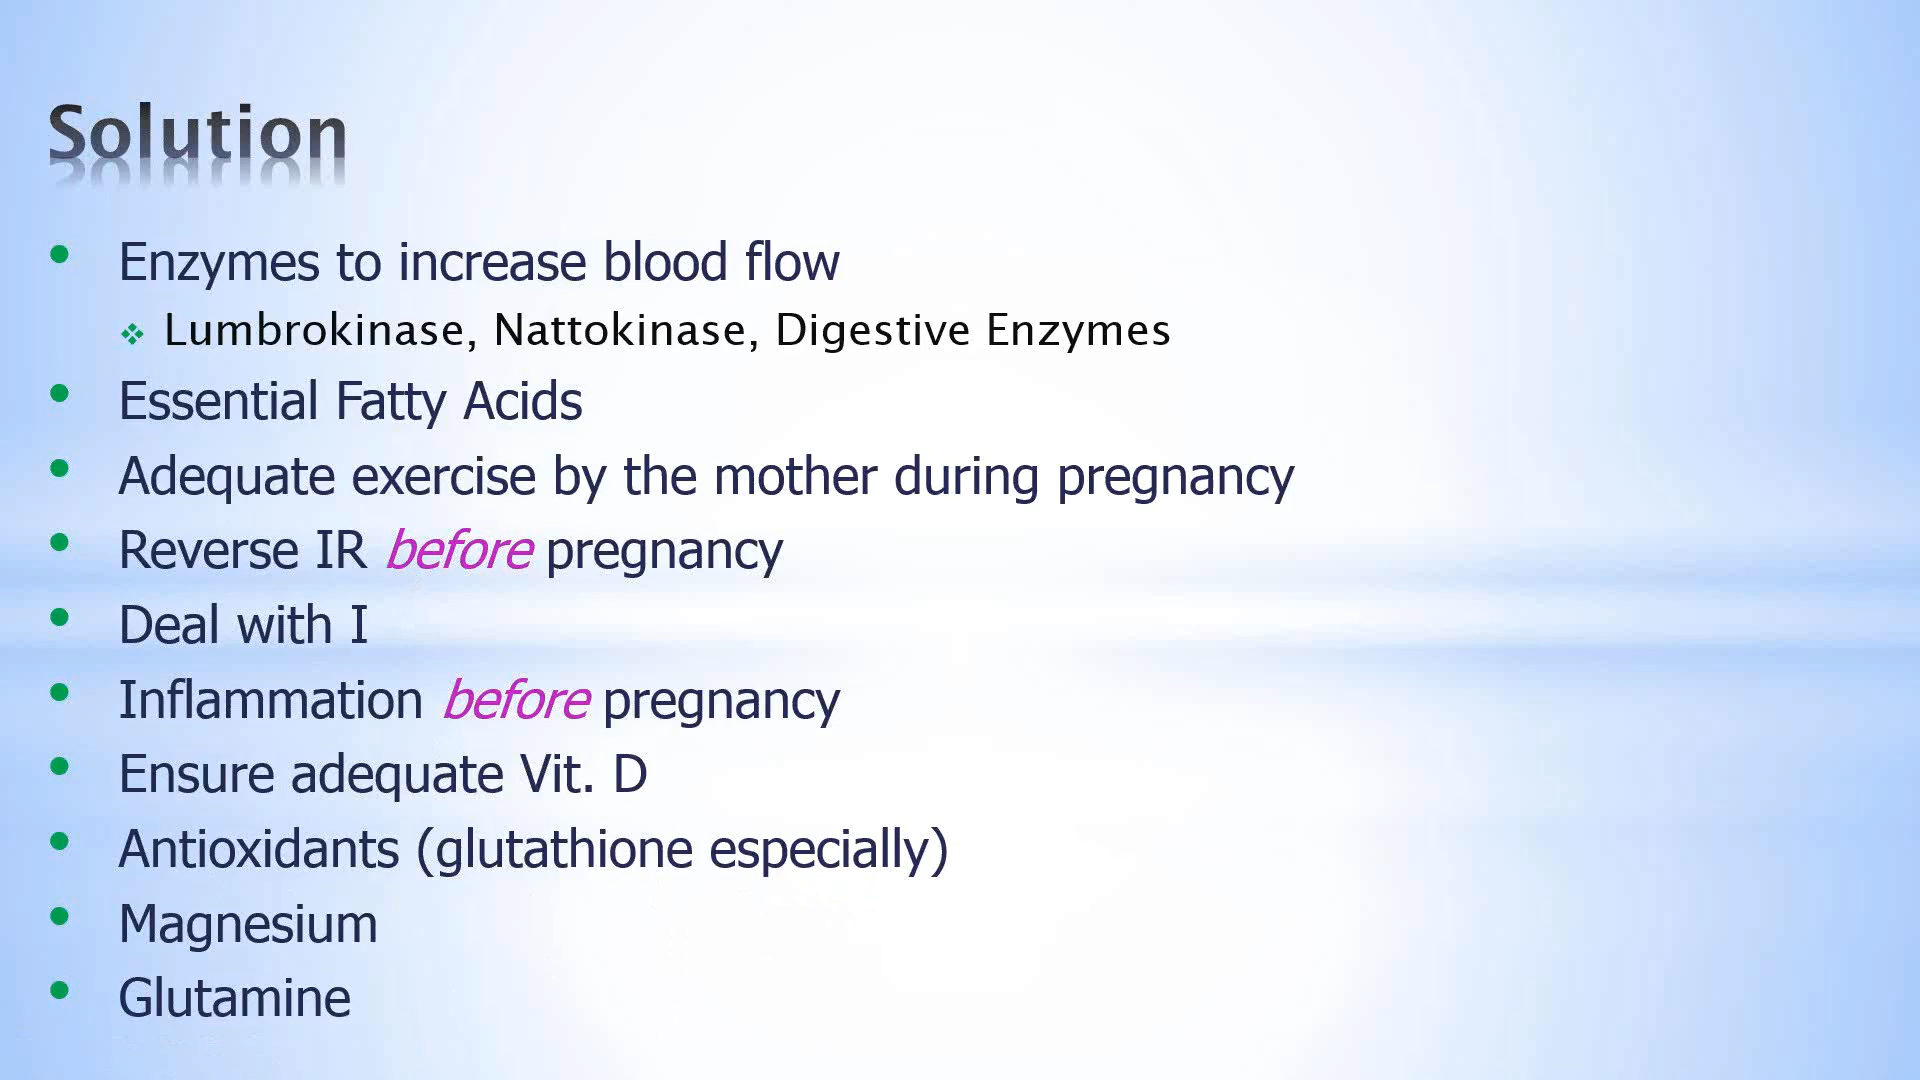 Solution
• Enzymes to increase blood flow
❖ Lumbrokinase, Nattokinase, Digestive Enzymes
• Essential Fatty Acids
• Adequate exercise by the mother during pregnancy
• Reverse IR before pregnancy
• Deal with I
• Inflammation before pregnancy
• Ensure adequate Vit. D
• Antioxidants (glutathione especially)
• Magnesium
• Glutamine